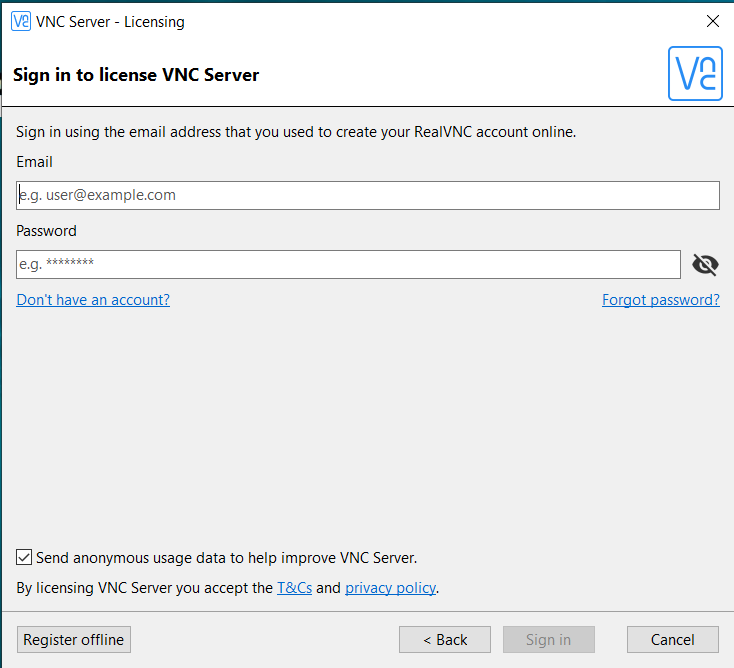 VNC Server - Licensing
Sign in to license VNC Server
Sign in using the email address that you used to create your RealVNC account online.
Email
e.g. user@example.com
Password
e.g. ********
Don't have an account? Forgot password?
Send anonymous usage data to help improve VNC Server.
By licensing VNC Server you accept the T&Cs and privacy policy.
Register offline < Back Sign in Cancel